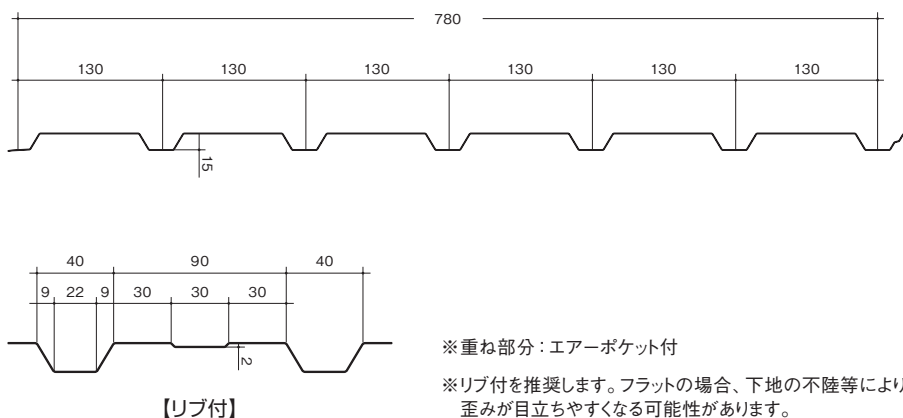 780
130 130 130 130 130 130
15
40 90 40
9 22 9 30 30 30
2
【リブ付】
※重ね部分：エアーポケット付
※リブ付を推奨します。フラットの場合、下地の不陸等により
歪みが目立ちやすくなる可能性があります。